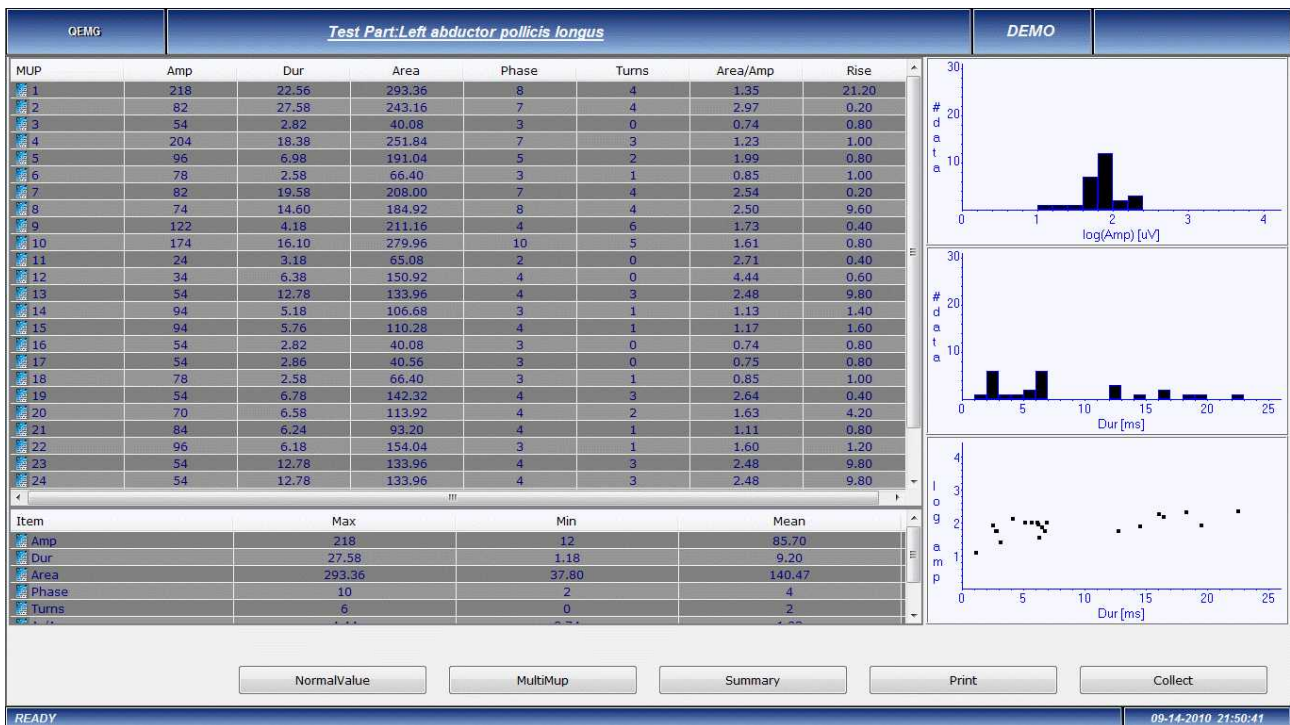 QEMG Test Part:Left abductor pollicis longus DEMO
MUP Amp Dur Area Phase Turns Area/Amp Rise
1 218 22.56 293.36 8 4 1.35 21.20
2 82 27.58 243.16 7 4 2.97 0.20
3 54 2.82 40.08 3 0 0.74 0.80
4 204 18.38 251.84 7 3 1.23 1.00
5 96 6.98 191.04 5 2 1.99 0.80
6 78 2.58 66.40 3 1 0.85 1.00
7 82 19.58 208.00 7 4 2.54 0.20
8 74 14.60 184.92 8 4 2.50 9.60
9 122 4.18 211.16 4 6 1.73 0.40
10 174 16.10 279.96 10 5 1.61 0.80
11 24 3.18 65.08 2 0 2.71 0.40
12 34 6.38 150.92 4 0 4.44 0.60
13 54 12.78 133.96 4 3 2.48 9.80
14 94 5.18 106.68 3 1 1.13 1.40
15 94 5.76 110.28 4 1 1.17 1.60
16 54 2.82 40.08 3 0 0.74 0.80
17 54 2.86 40.56 3 0 0.75 0.80
18 78 2.58 66.40 3 1 0.85 1.00
19 54 6.78 142.32 4 3 2.64 0.40
20 70 6.58 113.92 4 2 1.63 4.20
21 84 6.24 93.20 4 1 1.11 0.80
22 96 6.18 154.04 3 1 1.60 1.20
23 54 12.78 133.96 4 3 2.48 9.80
24 54 12.78 133.96 4 3 2.48 9.80
Item Max Min Mean
Amp 218 12 85.70
Dur 27.58 1.18 9.20
Area 293.36 37.80 140.47
Phase 10 2 4
Turns 6 0 2
30
20
10
# data
0 1 2 3 4
log(Amp) [uV]
30
20
10
# data
0 5 10 15 20 25
Dur [ms]
4
3
2
1
log amp
0 5 10 15 20 25
Dur [ms]
NormalValue MultiMup Summary Print Collect
READY 09-14-2010 21:50:41